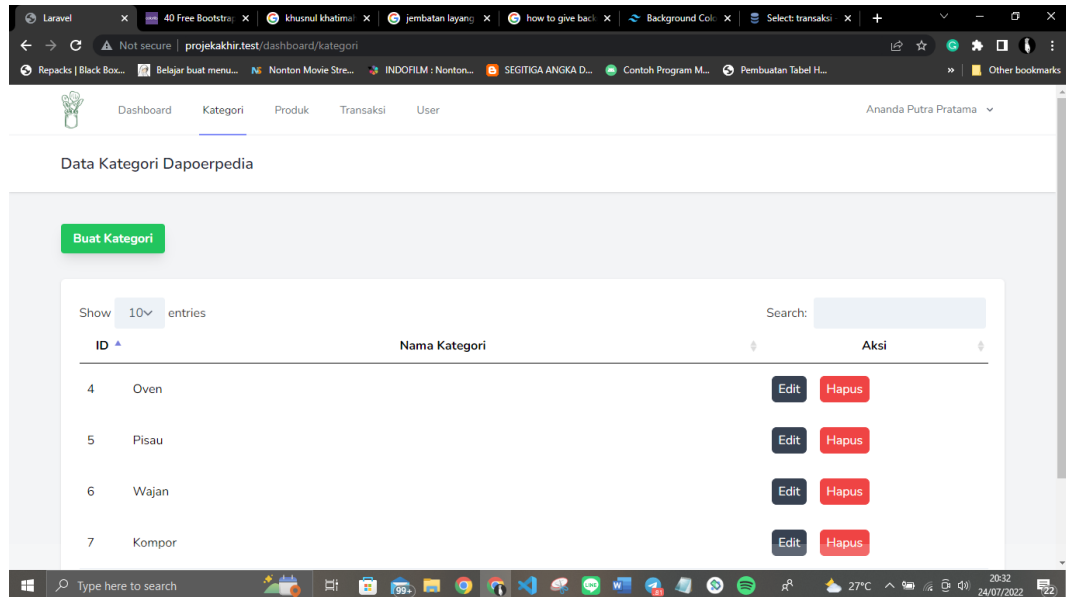 Laravel
40 Free Bootstrap
khusnul khatimal
jembatan layang
how to give back
Background Colo
Select: transaksi -
Not secure projekakhir.test/dashboard/kategori
Repacks | Black Box...
Belajar buat menu...
NS Nonton Movie Stre...
INDOFILM : Nonton...
SEGITIGA ANGKA D...
Contoh Program M...
Pembuatan Tabel H...
» Other bookmarks
Dashboard Kategori Produk Transaksi User
Ananda Putra Pratama
Data Kategori Dapoerpedia
Buat Kategori
Show 10 entries
Search:
ID Nama Kategori Aksi
4 Oven Edit Hapus
5 Pisau Edit Hapus
6 Wajan Edit Hapus
7 Kompor Edit Hapus
Type here to search
99+
LINE
27°C
20:32
24/07/2022
22